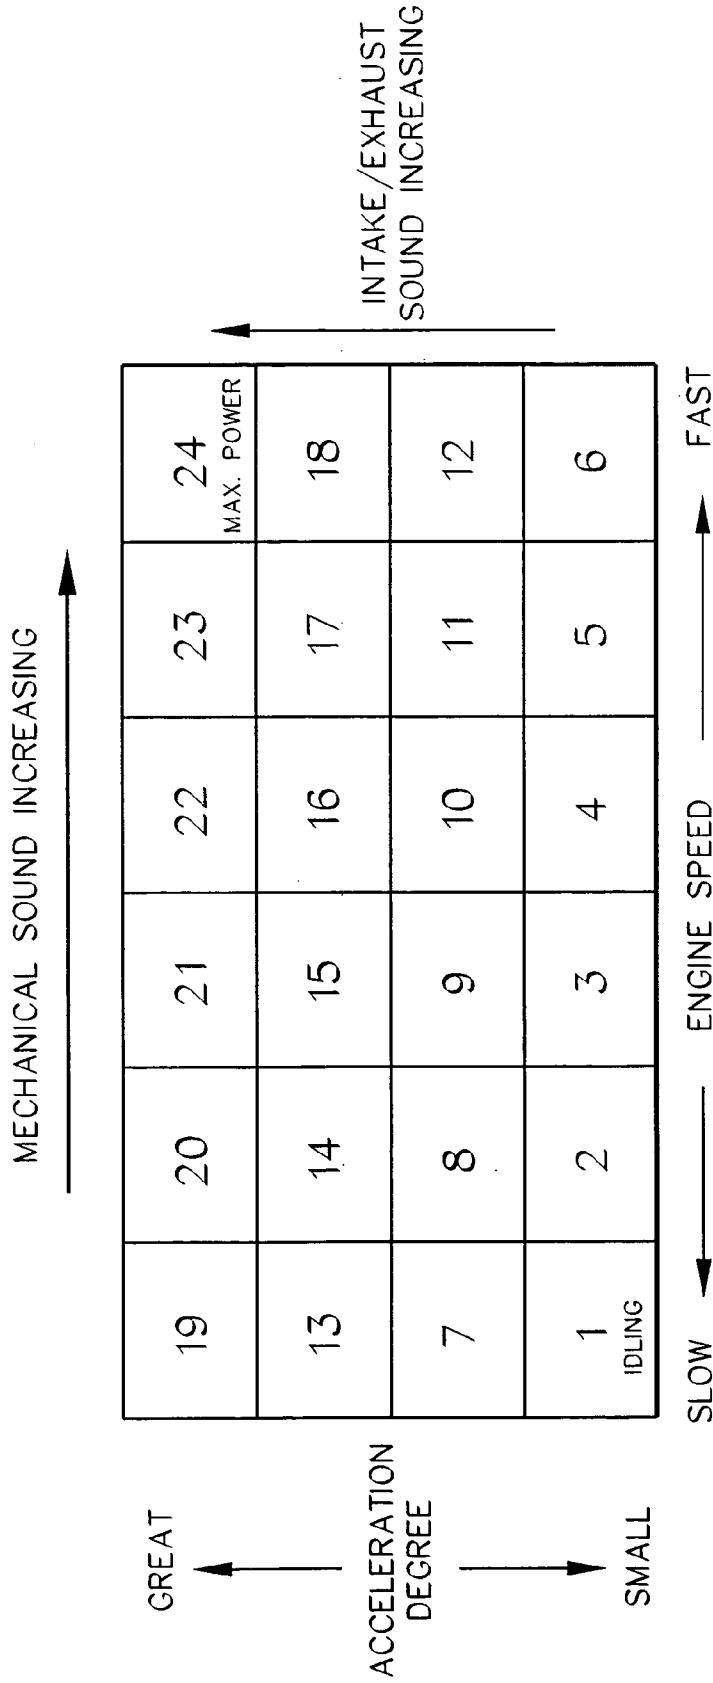 MECHANICAL SOUND INCREASING
GREAT
ACCELERATION
DEGREE
SMALL
19 20 21 22 23 24
MAX. POWER
13 14 15 16 17 18
7 8 9 10 11 12
1 2 3 4 5 6
IDLING
INTAKE/EXHAUST
SOUND INCREASING
SLOW ENGINE SPEED FAST